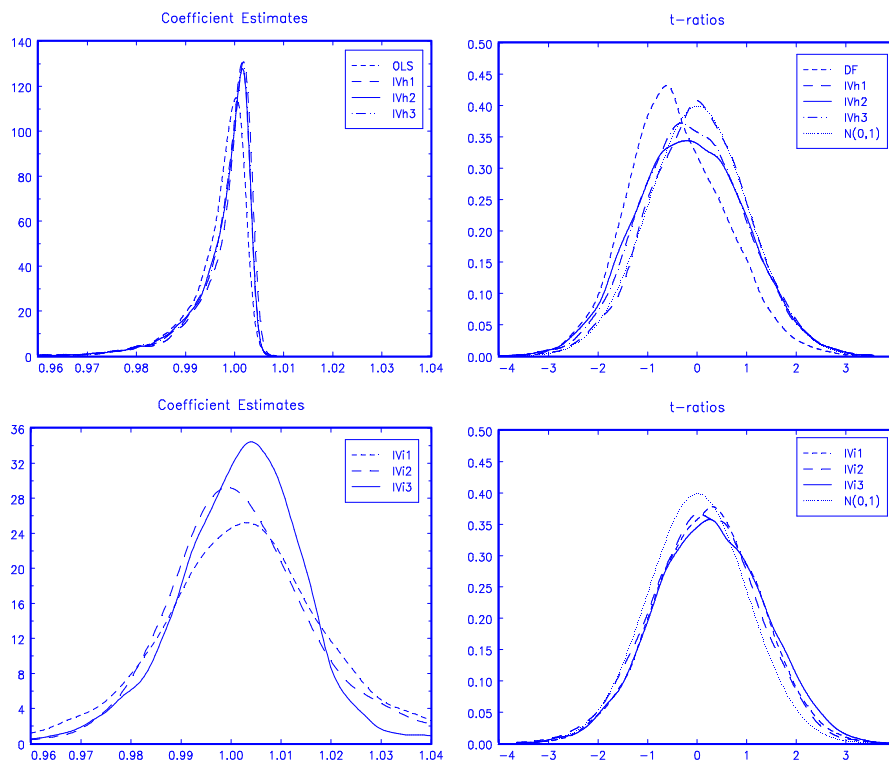 Coefficient Estimates
140
120
100
80
60
40
20
0
0.96 0.97 0.98 0.99 1.00 1.01 1.02 1.03 1.04
OLS
IVh1
IVh2
IVh3
t-ratios
0.50
0.45
0.40
0.35
0.30
0.25
0.20
0.15
0.10
0.05
0.00
-4 -3 -2 -1 0 1 2 3
DF
IVh1
IVh2
IVh3
N(0,1)
Coefficient Estimates
36
32
28
24
20
16
12
8
4
0
0.96 0.97 0.98 0.99 1.00 1.01 1.02 1.03 1.04
IVi1
IVi2
IVi3
t-ratios
0.50
0.45
0.40
0.35
0.30
0.25
0.20
0.15
0.10
0.05
0.00
-4 -3 -2 -1 0 1 2 3
IVi1
IVi2
IVi3
N(0,1)